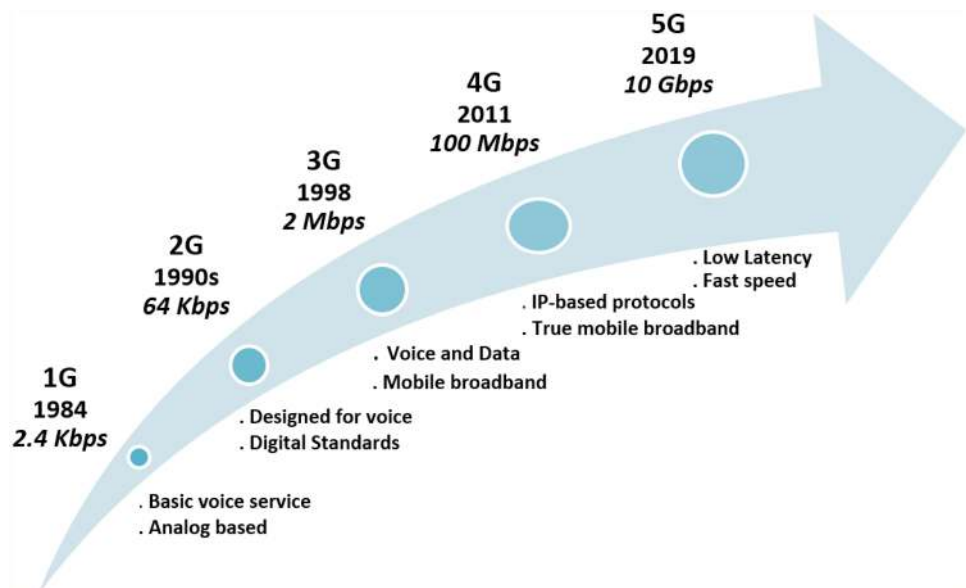 1G
1984
2.4 Kbps
. Basic voice service
. Analog based
2G
1990s
64 Kbps
. Designed for voice
. Digital Standards
3G
1998
2 Mbps
. Voice and Data
. Mobile broadband
4G
2011
100 Mbps
. IP-based protocols
. True mobile broadband
5G
2019
10 Gbps
. Low Latency
. Fast speed